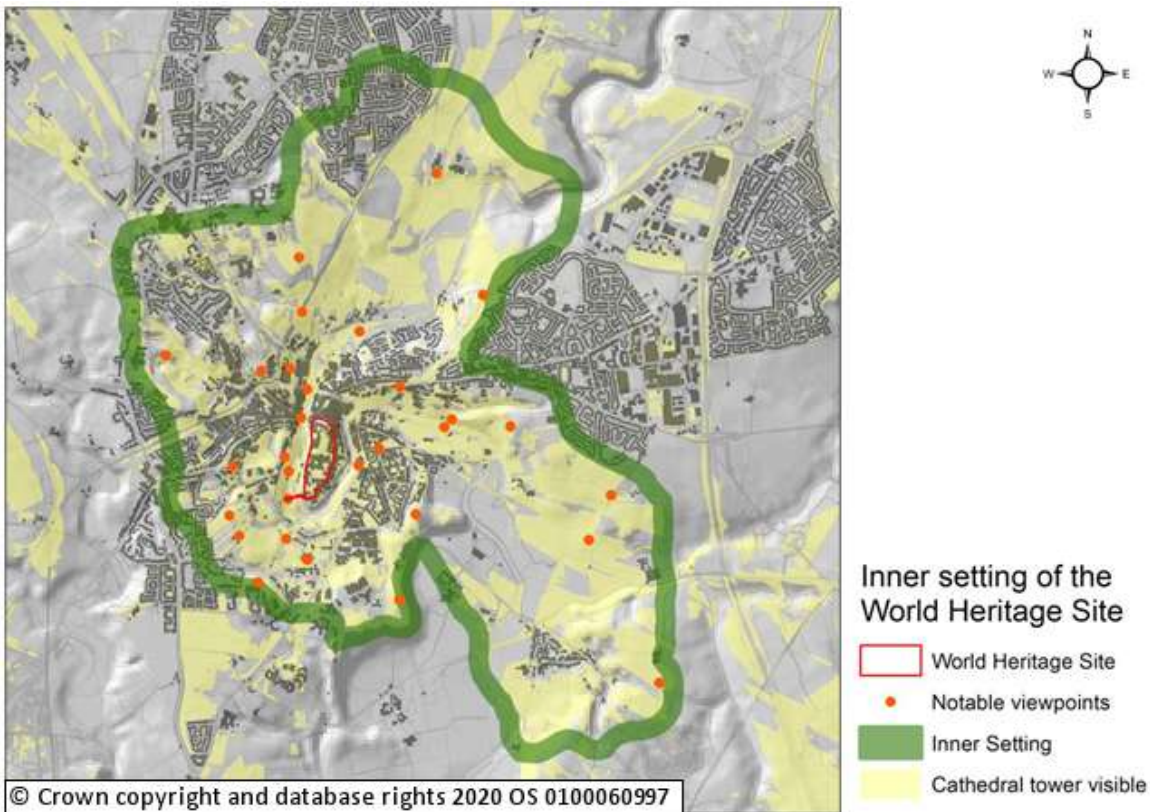 N
W E
S
Inner setting of the
World Heritage Site
World Heritage Site
Notable viewpoints
Inner Setting
Cathedral tower visible
© Crown copyright and database rights 2020 OS 0100060997